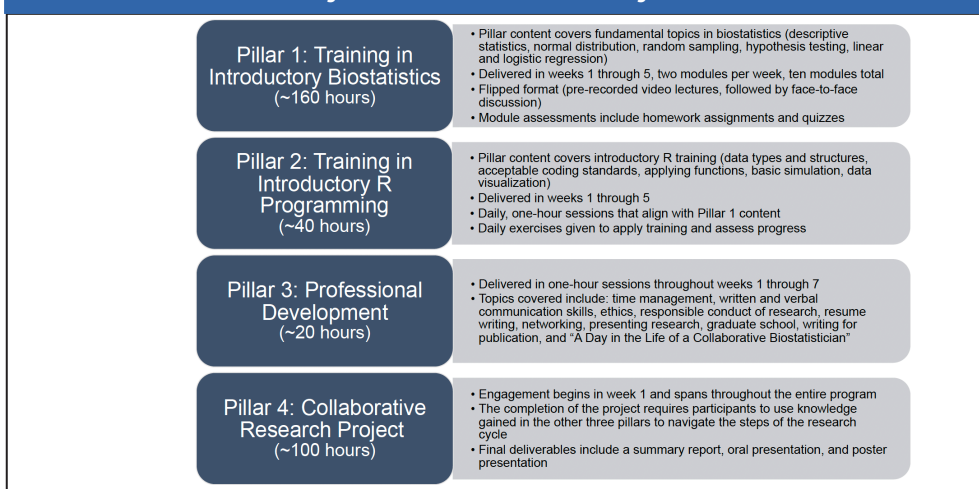 Pillar 1: Training in
Introductory Biostatistics
(~160 hours)
• Pillar content covers fundamental topics in biostatistics (descriptive
statistics, normal distribution, random sampling, hypothesis testing, linear
and logistic regression)
• Delivered in weeks 1 through 5, two modules per week, ten modules total
• Flipped format (pre-recorded video lectures, followed by face-to-face
discussion)
• Module assessments include homework assignments and quizzes
Pillar 2: Training in
Introductory R
Programming
(~40 hours)
• Pillar content covers introductory R training (data types and structures,
acceptable coding standards, applying functions, basic simulation, data
visualization)
• Delivered in weeks 1 through 5
• Daily, one-hour sessions that align with Pillar 1 content
• Daily exercises given to apply training and assess progress
Pillar 3: Professional
Development
(~20 hours)
• Delivered in one-hour sessions throughout weeks 1 through 7
• Topics covered include: time management, written and verbal
communication skills, ethics, responsible conduct of research, resume
writing, networking, presenting research, graduate school, writing for
publication, and “A Day in the Life of a Collaborative Biostatistician”
Pillar 4: Collaborative
Research Project
(~100 hours)
• Engagement begins in week 1 and spans throughout the entire program
• The completion of the project requires participants to use knowledge
gained in the other three pillars to navigate the steps of the research
cycle
• Final deliverables include a summary report, oral presentation, and poster
presentation